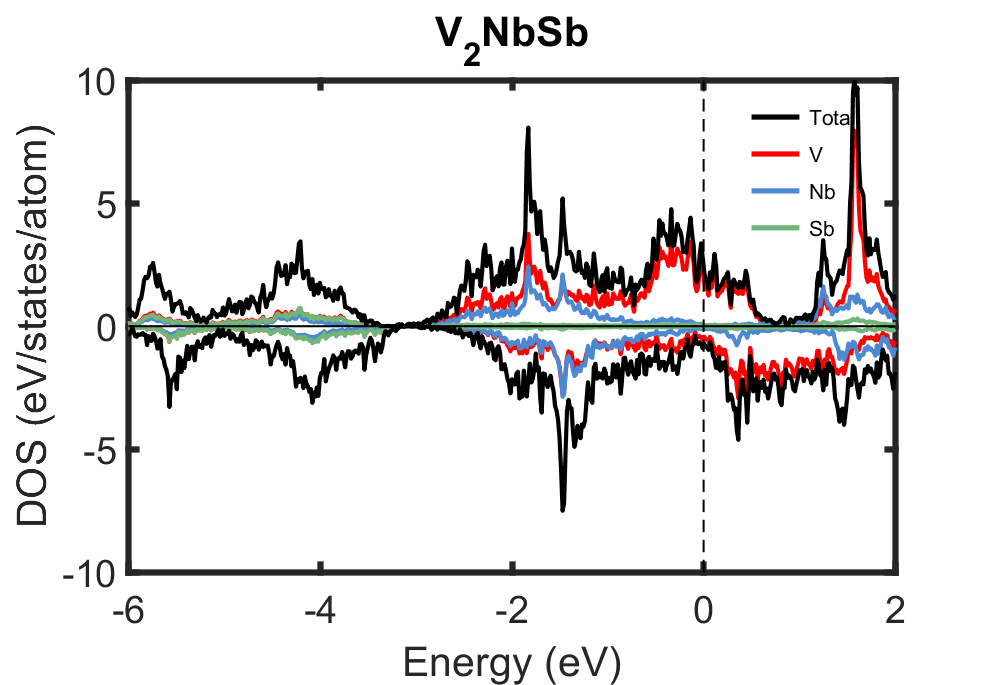 V2NbSb
10
5
0
-5
-10
DOS (eV/states/atom)
Total
V
Nb
Sb
-6 -4 -2 0 2
Energy (eV)